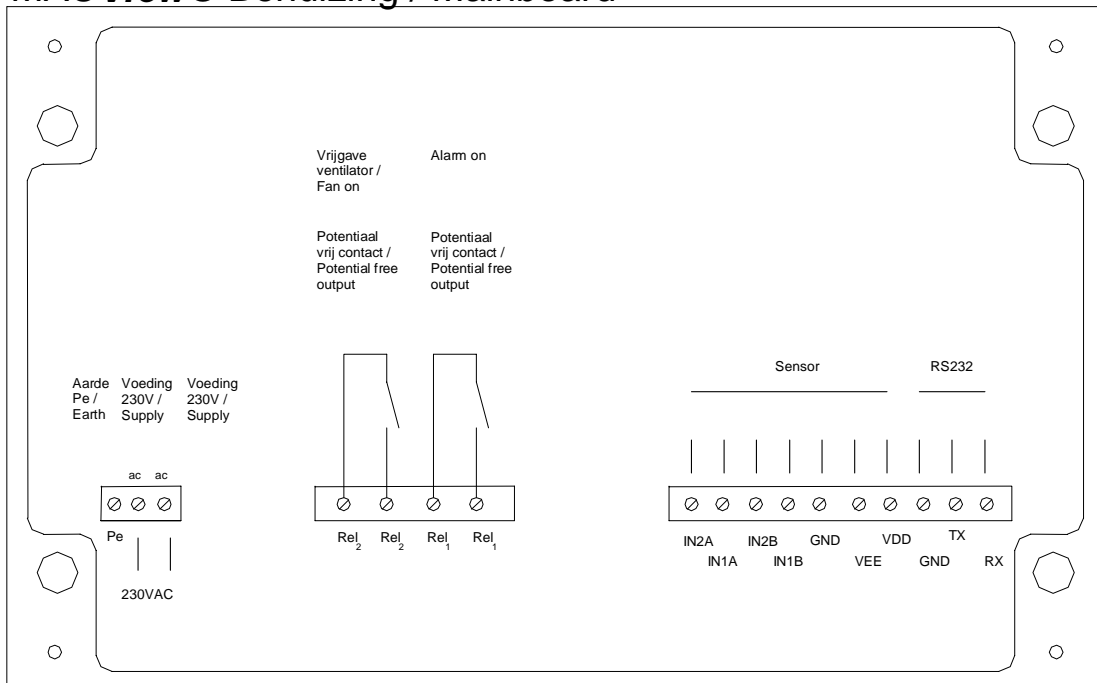 Mainboard
Vrijgave
ventilator /
Fan on
Alarm on
Potentiaal
vrij contact /
Potential free
output
Potentiaal
vrij contact /
Potential free
output
Aarde
Pe /
Earth
Voeding
230V /
Supply
Voeding
230V /
Supply
Sensor
RS232
ac ac
Pe
230VAC
Rel2 Rel2 Rel1 Rel1
IN2A IN2B GND VDD TX
IN1A IN1B VEE GND RX